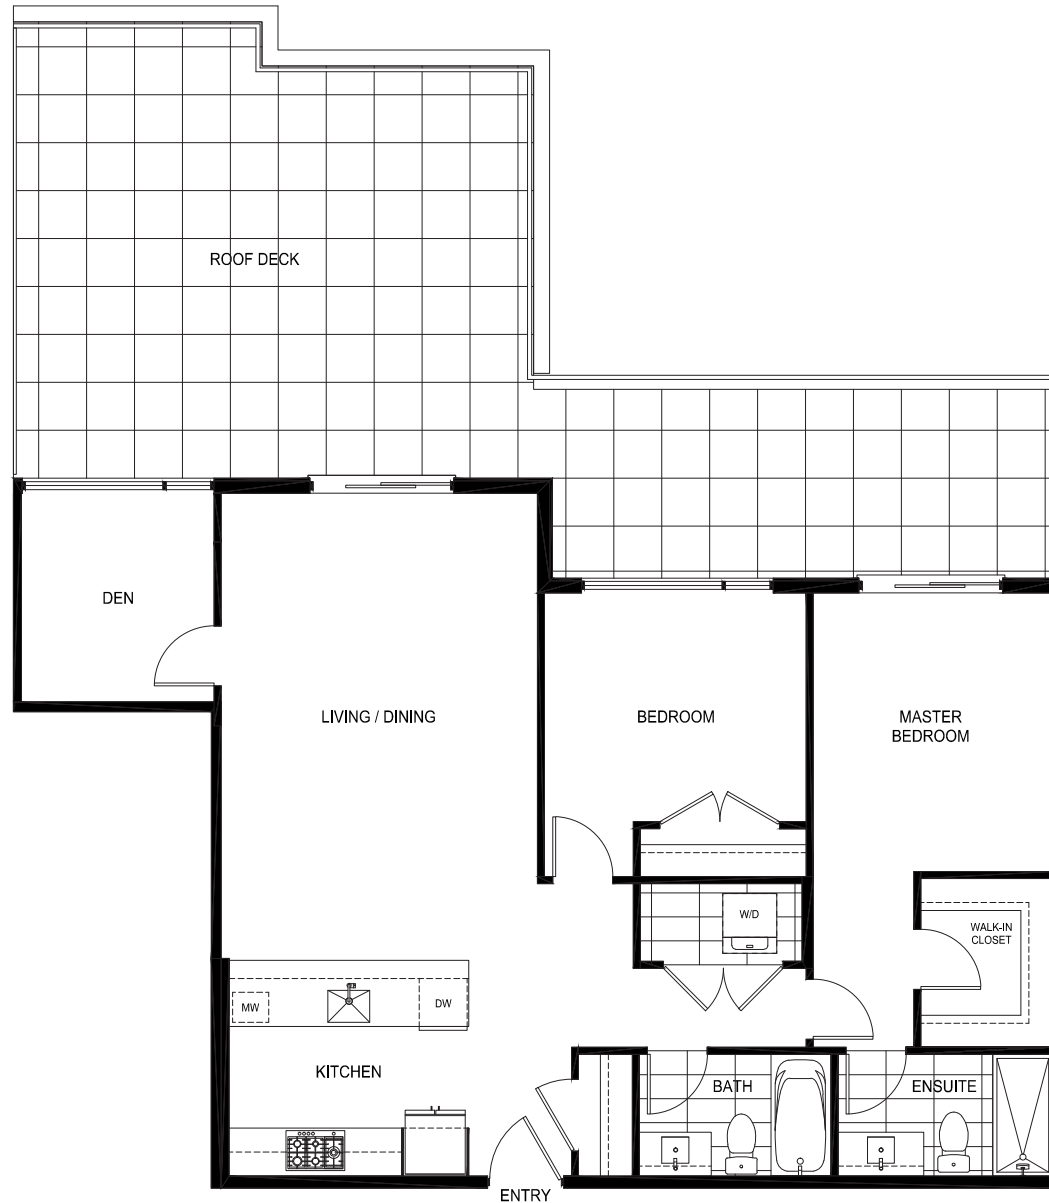 ROOF DECK
DEN
LIVING / DINING
BEDROOM
MASTER
BEDROOM
W/D
WALK-IN
CLOSET
MW
DW
KITCHEN
BATH
ENSUITE
ENTRY